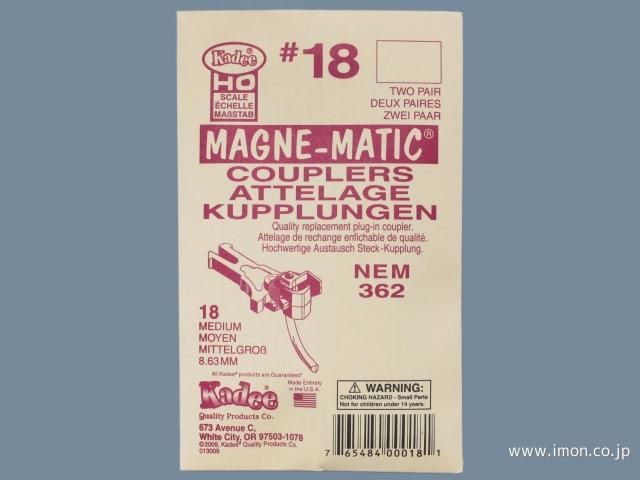 Kadee®
#18
HO
SCALE
ÉCHELLE
MAßSTAB
TWO PAIR
DEUX PAIRES
ZWEI PAAR
MAGNE-MATIC®
COUPLERS
ATTELAGE
KUPPLUNGEN
Quality replacement plug-in coupler.
Attelage de rechange enfichable de qualité.
Hochwertige Austausch Steck-Kupplung.
NEM
362
18
MEDIUM
MOYEN
MITTELGROß
8.63MM
All Kadee® products are Guaranteed*
Kadee®
Quality Products Co.
Made Entirely
in the U.S.A.
673 Avenue C,
White City, OR 97503-1078
©2009, Kadee® Quality Products Co.
013009
WARNING:
CHOKING HAZARD - Small Parts
Not for children under 14 years.
7 65484 00018 1
www.imon.co.jp